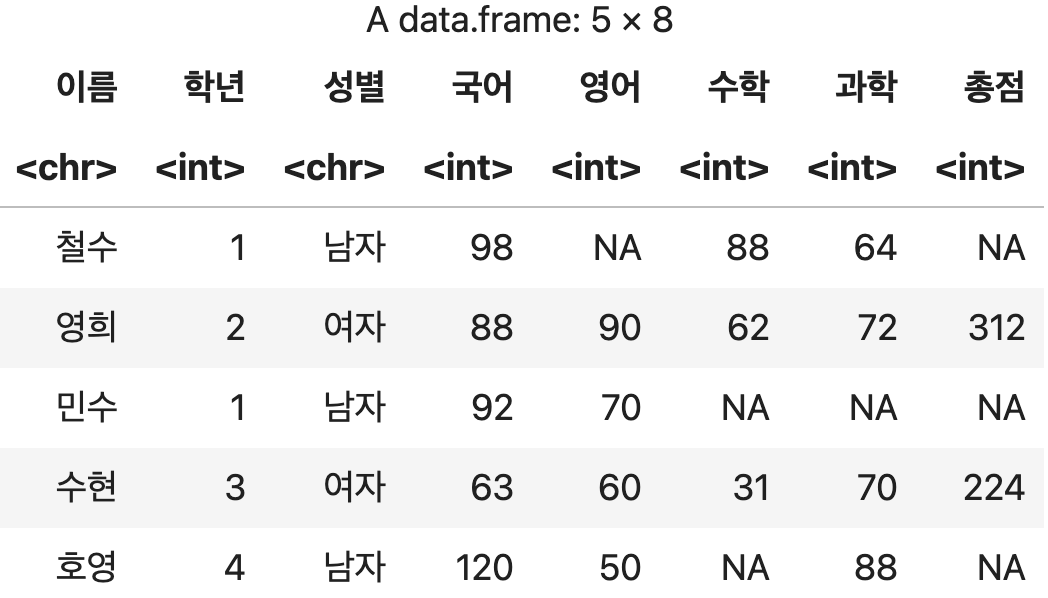 A data.frame: 5 × 8
이름 학년 성별 국어 영어 수학 과학 총점
<chr> <int> <chr> <int> <int> <int> <int> <int>
철수 1 남자 98 NA 88 64 NA
영희 2 여자 88 90 62 72 312
민수 1 남자 92 70 NA NA NA
수현 3 여자 63 60 31 70 224
호영 4 남자 120 50 NA 88 NA